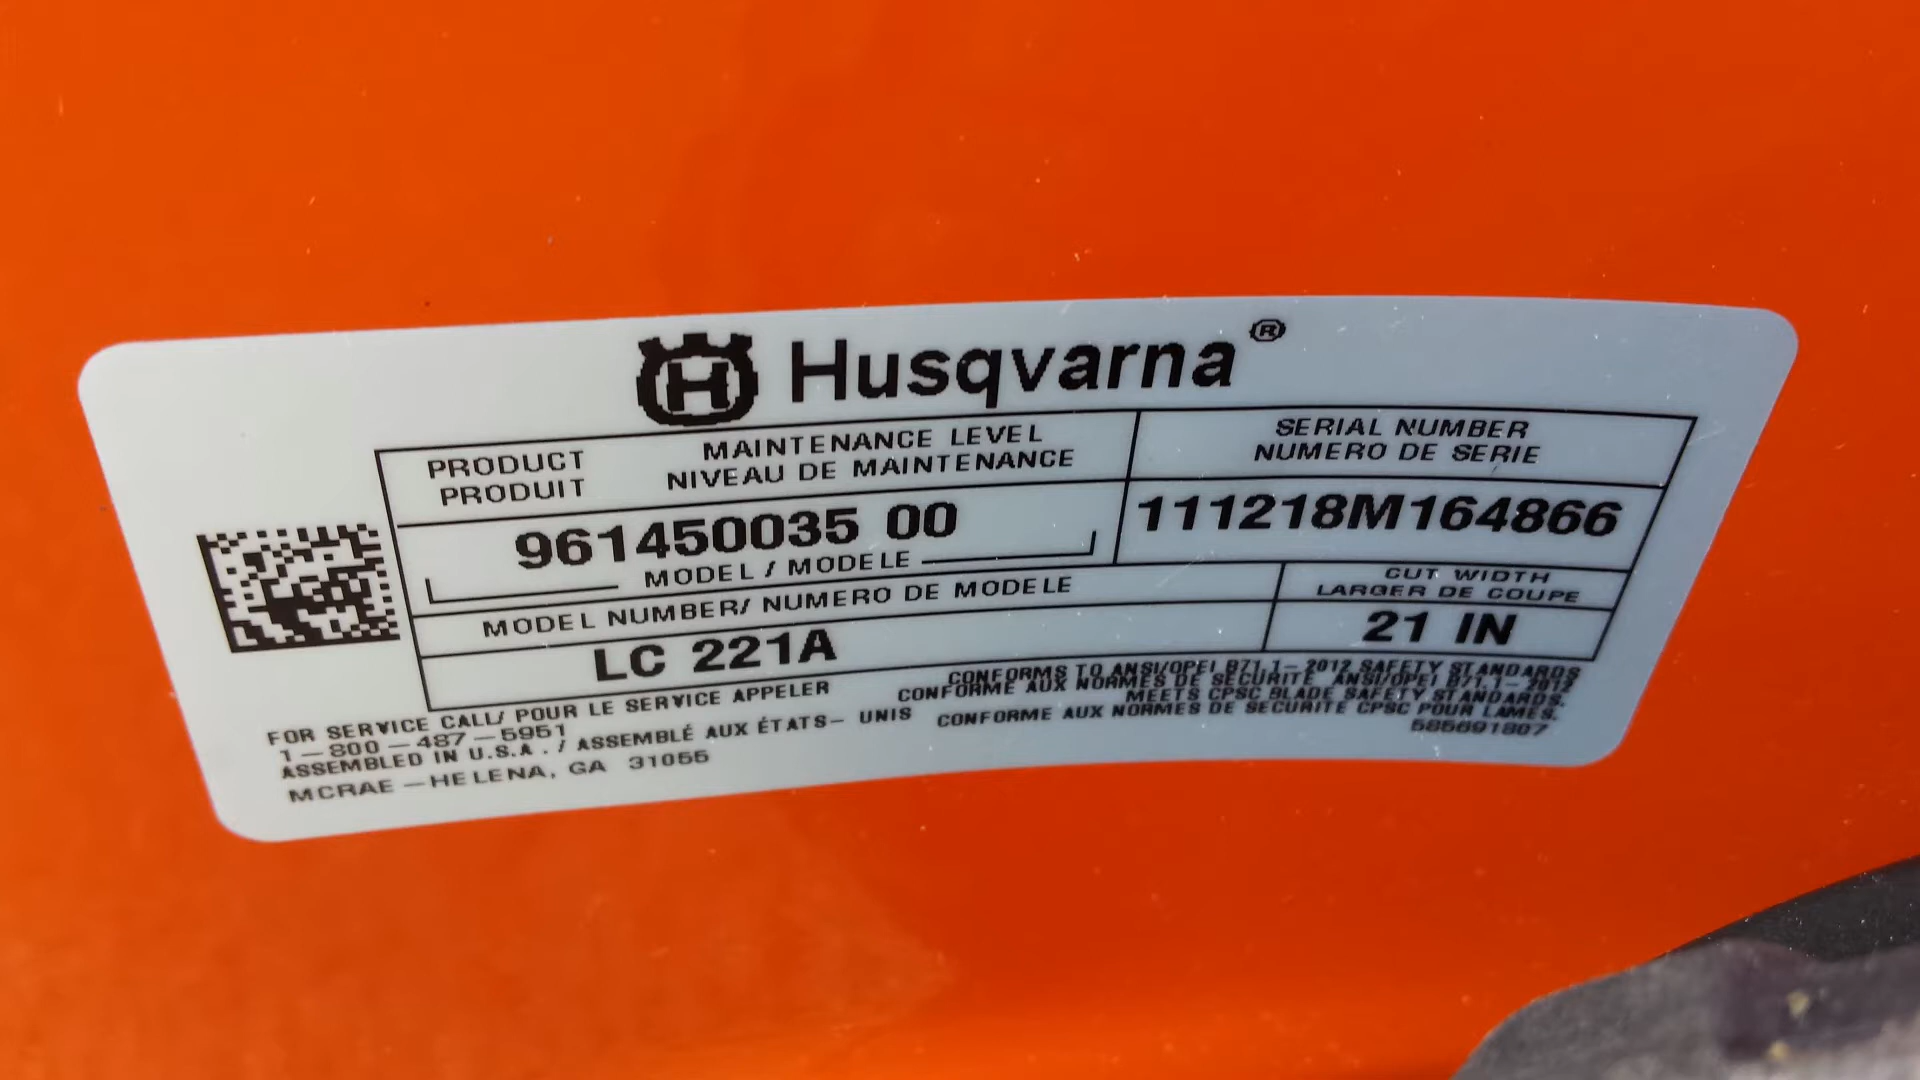 Husqvarna®
PRODUCT
PRODUIT
MAINTENANCE LEVEL
NIVEAU DE MAINTENANCE
SERIAL NUMBER
NUMERO DE SERIE
961450035 00
111218M164866
MODEL / MODELE
MODEL NUMBER/ NUMERO DE MODELE
CUT WIDTH
LARGER DE COUPE
LC 221A
21 IN
FOR SERVICE CALL/ POUR LE SERVICE APPELER
1-800-487-5951
ASSEMBLED IN U.S.A. / ASSEMBLÉ AUX ÉTATS-UNIS
MCRAE-HELENA, GA 31055
CONFORMS TO ANSI/OPEI B71.1-2012 SAFETY STANDARDS
CONFORME AUX NORMES DE SECURITE ANSI/OPEI B71.1-2012
MEETS CPSC BLADE SAFETY STANDARDS.
CONFORME AUX NORMES DE SECURITE CPSC POUR LAMES.
585691807